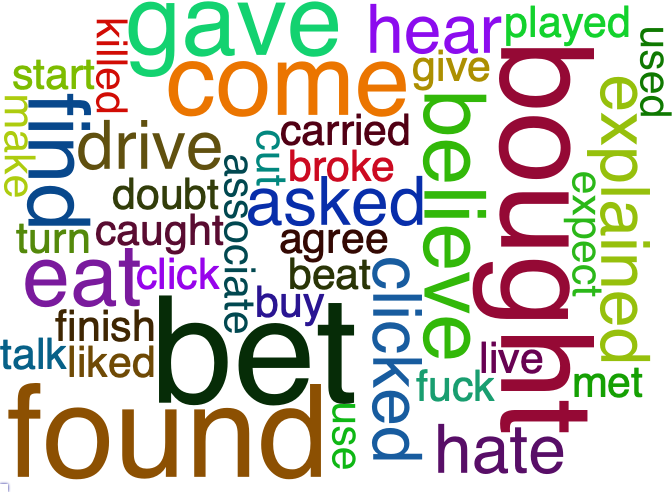 gave
hear
played
killed
used
start
come
give
make
find
drive
cut
carried
believe
bought
explained
broke
associate
doubt
asked
expect
turn
caught
agree
eat
click
beat
clicked
buy
finish
bet
talk
liked
live
fuck
met
found
use
hate